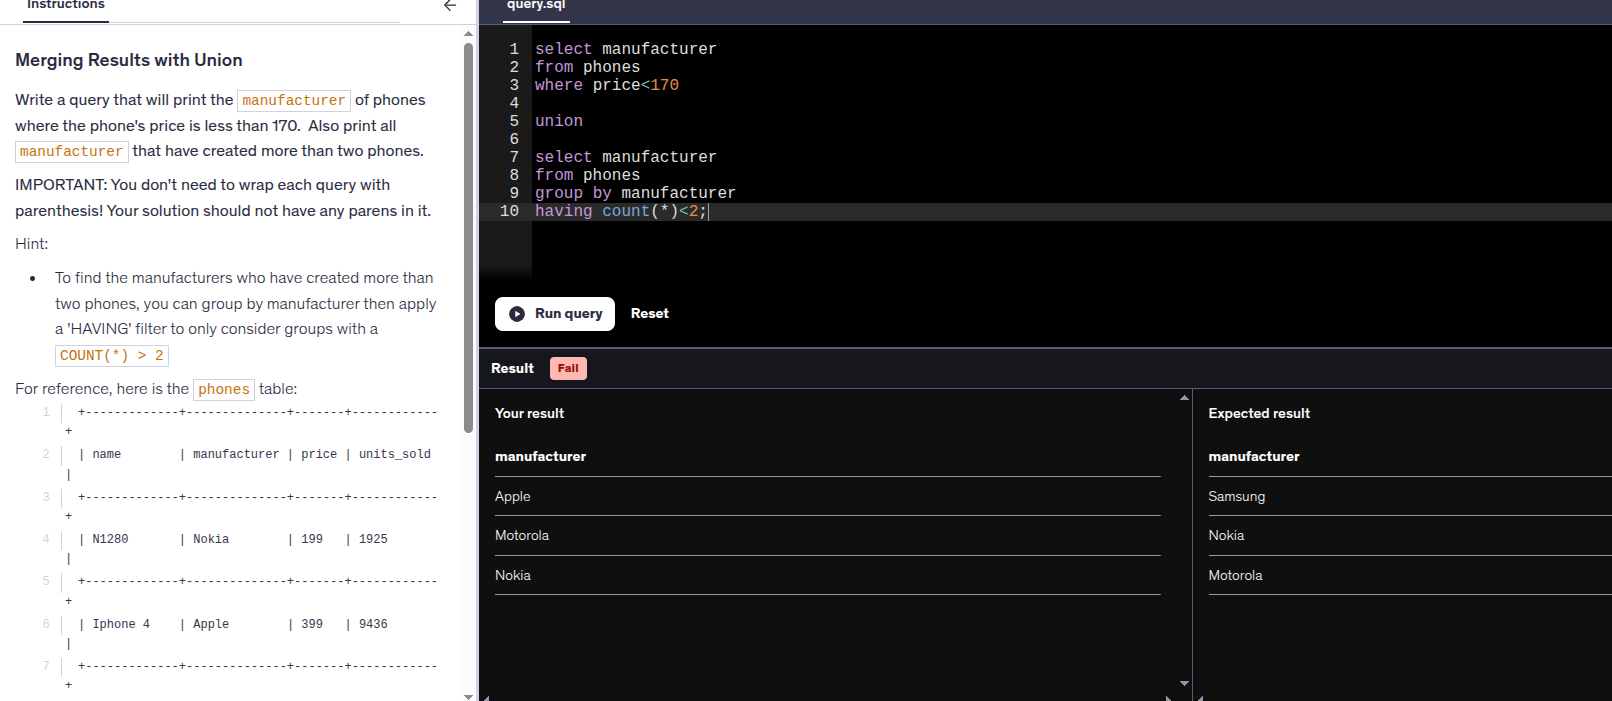 Instructions
Merging Results with Union
Write a query that will print the manufacturer of phones
where the phone's price is less than 170. Also print all
manufacturer that have created more than two phones.
IMPORTANT: You don't need to wrap each query with
parenthesis! Your solution should not have any parens in it.
Hint:
• To find the manufacturers who have created more than
two phones, you can group by manufacturer then apply
a 'HAVING' filter to only consider groups with a
COUNT(*) > 2
For reference, here is the phones table:
1 +-------------+--------------+-------+------------
+
2 | name | manufacturer | price | units_sold
|
3 +-------------+--------------+-------+------------
+
4 | N1280 | Nokia | 199 | 1925
|
5 +-------------+--------------+-------+------------
+
6 | Iphone 4 | Apple | 399 | 9436
|
7 +-------------+--------------+-------+------------
+
query.sql
1 select manufacturer
2 from phones
3 where price<170
4
5 union
6
7 select manufacturer
8 from phones
9 group by manufacturer
10 having count(*)<2;
Run query Reset
Result Fail
Your result
manufacturer
Apple
Motorola
Nokia
Expected result
manufacturer
Samsung
Nokia
Motorola